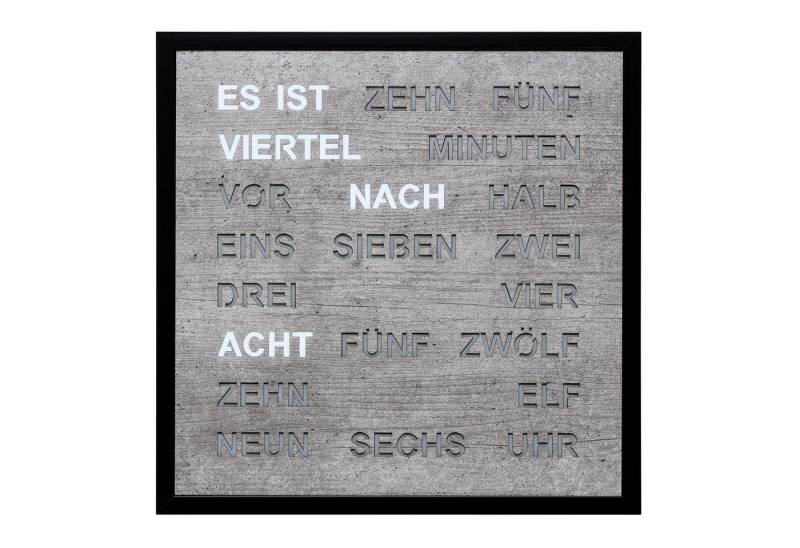 ES IST ZEHN FÜNF
VIERTEL MINUTEN
VOR NACH HALB
EINS SIEBEN ZWEI
DREI VIER
ACHT FÜNF ZWÖLF
ZEHN ELF
NEUN SECHS UHR